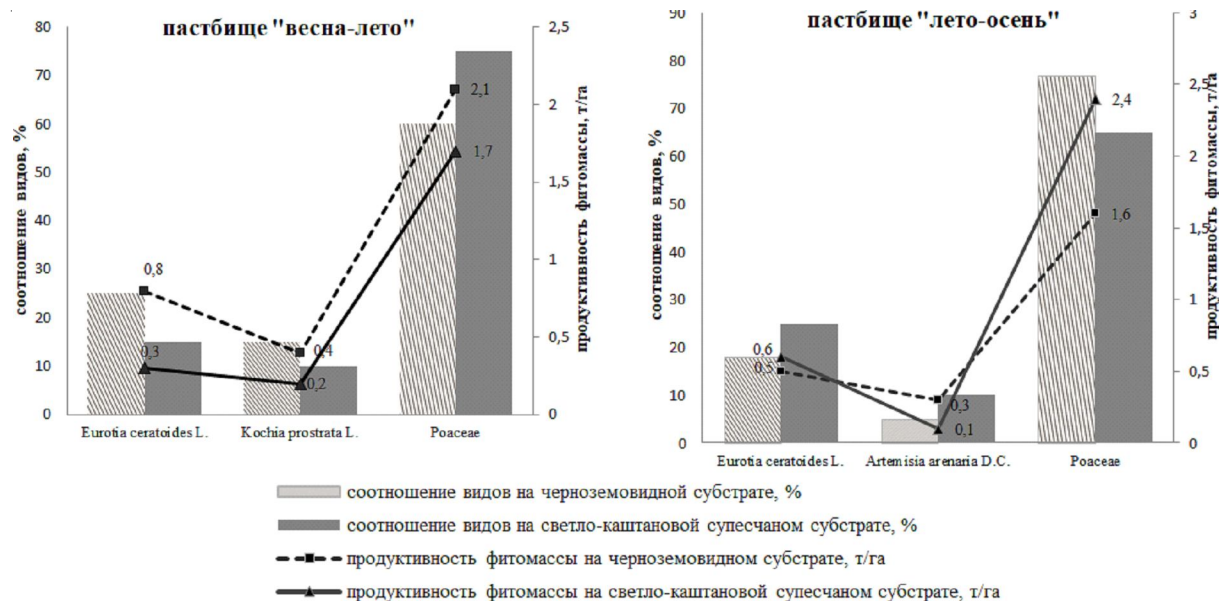 пастбище "весна-лето"
соотношение видов, %
80
70
60
50
40
30
20
10
0
2,5
2
1,5
1
0,5
0
продуктивность фитомассы, т/га
0,8
0,4
2,1
0,3
0,2
1,7
Eurotia ceratoides L.
Kochia prostrata L.
Poaceae
пастбище "лето-осень"
соотношение видов, %
90
80
70
60
50
40
30
20
10
0
3
2,5
2
1,5
1
0,5
0
продуктивность фитомассы, т/га
0,6
0,5
0,3
0,1
2,4
1,6
Eurotia ceratoides L.
Artemisia arenaria D.C.
Poaceae
соотношение видов на черноземовидной субстрате, %
соотношение видов на светло-каштановой супесчаном субстрате, %
продуктивность фитомассы на черноземовидном субстрате, т/га
продуктивность фитомассы на светло-каштановой супесчаном субстрате, т/га